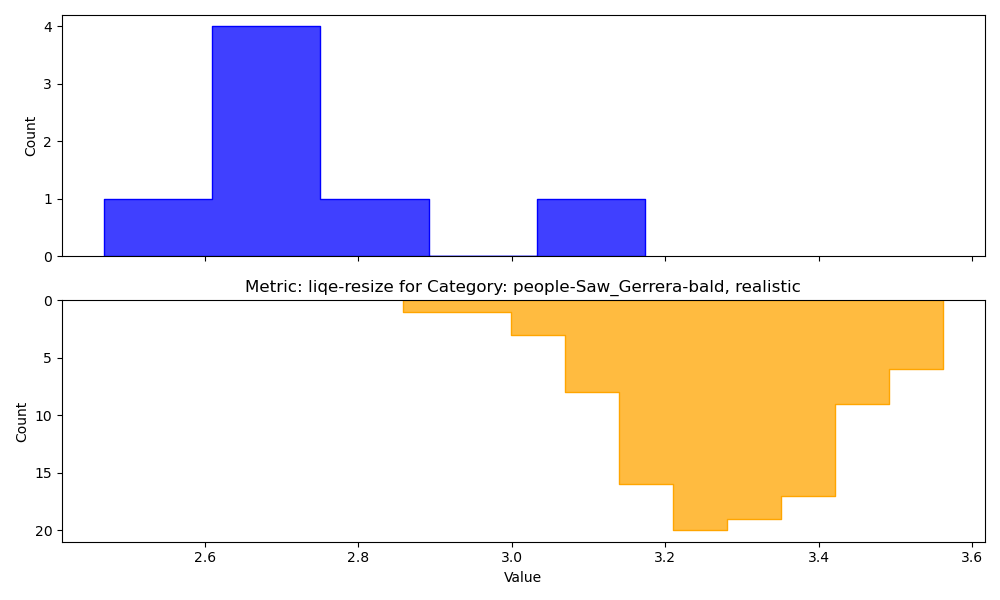 Count
4
3
2
1
0
Metric: liqe-resize for Category: people-Saw_Gerrera-bald, realistic
Count
0
5
10
15
20
2.6 2.8 3.0 3.2 3.4 3.6
Value